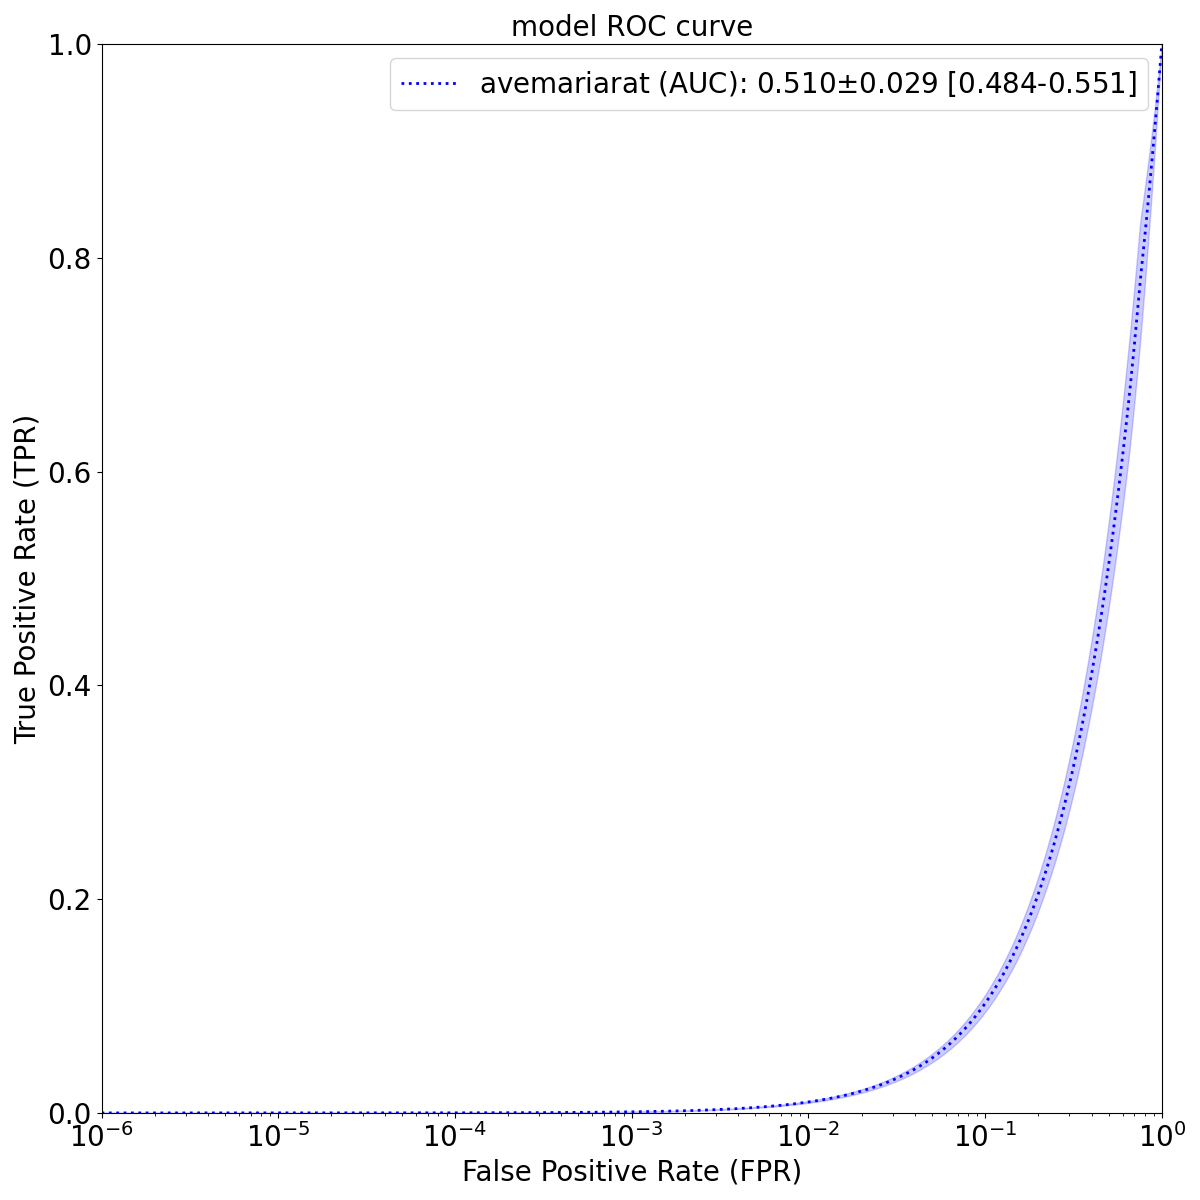 model ROC curve
avemariarat (AUC): 0.510±0.029 [0.484-0.551]
1.0
0.8
0.6
0.4
0.2
0.0
True Positive Rate (TPR)
10⁻⁶ 10⁻⁵ 10⁻⁴ 10⁻³ 10⁻² 10⁻¹ 10⁰
False Positive Rate (FPR)